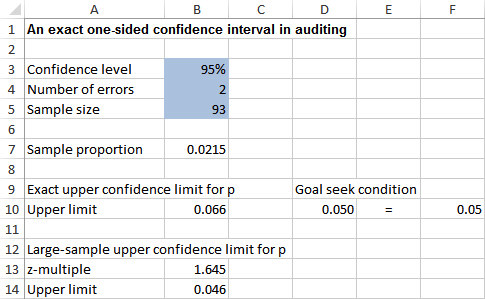 A B C D E F
1 An exact one-sided confidence interval in auditing
2
3 Confidence level 95%
4 Number of errors 2
5 Sample size 93
6
7 Sample proportion 0.0215
8
9 Exact upper confidence limit for p Goal seek condition
10 Upper limit 0.066 0.050 = 0.05
11
12 Large-sample upper confidence limit for p
13 z-multiple 1.645
14 Upper limit 0.046